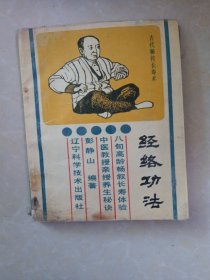 古代秘传长寿术
经络功法
八旬高龄畅叙长寿体验
中医教授亲授养生秘诀
彭静山 编著
辽宁科学技术出版社